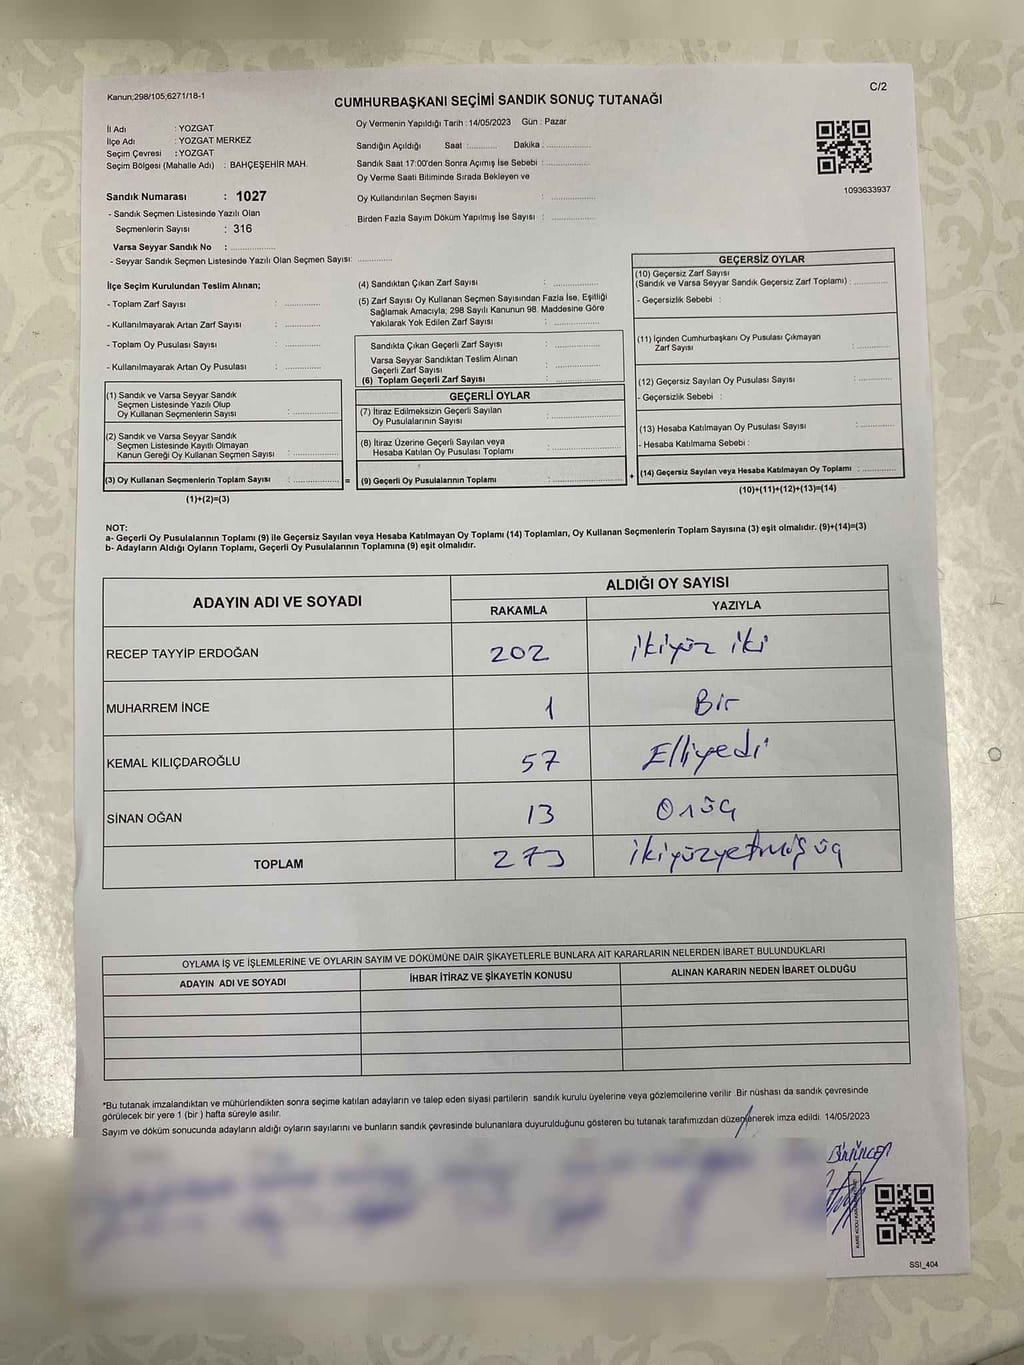 Kanun;298/105;6271/18-1
C/2
CUMHURBAŞKANI SEÇİMİ SANDIK SONUÇ TUTANAĞI
İl Adı : YOZGAT
İlçe Adı : YOZGAT MERKEZ
Seçim Çevresi : YOZGAT
Seçim Bölgesi (Mahalle Adı) : BAHÇEŞEHİR MAH.
Sandık Numarası : 1027
- Sandık Seçmen Listesinde Yazılı Olan
Seçmenlerin Sayısı : 316
Varsa Seyyar Sandık No : ..............
- Seyyar Sandık Seçmen Listesinde Yazılı Olan Seçmen Sayısı: ............
Oy Vermenin Yapıldığı Tarih : 14/05/2023 Gün : Pazar
Sandığın Açıldığı Saat :.......... Dakika :...............
Sandık Saat 17:00'den Sonra Açımış İse Sebebi : ..............
Oy Verme Saati Bitiminde Sırada Bekleyen ve
Oy Kullandırılan Seçmen Sayısı : ..............
Birden Fazla Sayım Döküm Yapılmış İse Sayısı : ..............
1093633937
İlçe Seçim Kurulundan Teslim Alınan;
- Toplam Zarf Sayısı : ............
- Kullanılmayarak Artan Zarf Sayısı : ............
- Toplam Oy Pusulası Sayısı : ............
- Kullanılmayarak Artan Oy Pusulası : ............
(1) Sandık ve Varsa Seyyar Sandık
Seçmen Listesinde Yazılı Olup
Oy Kullanan Seçmenlerin Sayısı : ..............
(2) Sandık ve Varsa Seyyar Sandık
Seçmen Listesinde Kayıtlı Olmayan
Kanun Gereği Oy Kullanan Seçmen Sayısı : ..............
(3) Oy Kullanan Seçmenlerin Toplam Sayısı : .............. =
(1)+(2)=(3)
(4) Sandıktan Çıkan Zarf Sayısı : ..............
(5) Zarf Sayısı Oy Kullanan Seçmen Sayısından Fazla İse, Eşitliği
Sağlamak Amacıyla; 298 Sayılı Kanunun 98. Maddesine Göre
Yakılarak Yok Edilen Zarf Sayısı : ..............
Sandıkta Çıkan Geçerli Zarf Sayısı : ..............
Varsa Seyyar Sandıktan Teslim Alınan
Geçerli Zarf Sayısı : ..............
(6) Toplam Geçerli Zarf Sayısı : ..............
GEÇERLİ OYLAR
(7) İtiraz Edilmeksizin Geçerli Sayılan
Oy Pusulalarının Sayısı : ..............
(8) İtiraz Üzerine Geçerli Sayılan veya
Hesaba Katılan Oy Pusulası Toplamı : ..............
(9) Geçerli Oy Pusulalarının Toplamı : .............. +
GEÇERSİZ OYLAR
(10) Geçersiz Zarf Sayısı
(Sandık ve Varsa Seyyar Sandık Geçersiz Zarf Toplamı) : ............
- Geçersizlik Sebebi :
(11) İçinden Cumhurbaşkanı Oy Pusulası Çıkmayan
Zarf Sayısı : ............
(12) Geçersiz Sayılan Oy Pusulası Sayısı : ............
- Geçersizlik Sebebi :
(13) Hesaba Katılmayan Oy Pusulası Sayısı : ............
- Hesaba Katılmama Sebebi :
(14) Geçersiz Sayılan veya Hesaba Katılmayan Oy Toplamı : ............
(10)+(11)+(12)+(13)=(14)
NOT:
a- Geçerli Oy Pusulalarının Toplamı (9) ile Geçersiz Sayılan veya Hesaba Katılmayan Oy Toplamı (14) Toplamları, Oy Kullanan Seçmenlerin Toplam Sayısına (3) eşit olmalıdır. (9)+(14)=(3)
b- Adayların Aldığı Oyların Toplamı, Geçerli Oy Pusulalarının Toplamına (9) eşit olmalıdır.
ADAYIN ADI VE SOYADI ALDIĞI OY SAYISI
RAKAMLA YAZIYLA
RECEP TAYYİP ERDOĞAN 202 ikiyüz iki
MUHARREM İNCE 1 Bir
KEMAL KILIÇDAROĞLU 57 Elliyedi
SİNAN OĞAN 13 Onüç
TOPLAM 273 ikiyüzyetmişüç
OYLAMA İŞ VE İŞLEMLERİNE VE OYLARIN SAYIM VE DÖKÜMÜNE DAİR ŞİKAYETLERLE BUNLARA AİT KARARLARIN NELERDEN İBARET BULUNDUKLARI
ADAYIN ADI VE SOYADI İHBAR İTİRAZ VE ŞİKAYETİN KONUSU ALINAN KARARIN NEDEN İBARET OLDUĞU
*Bu tutanak imzalandıktan ve mühürlendikten sonra seçime katılan adayların ve talep eden siyasi partilerin sandık kurulu üyelerine veya gözlemcilerine verilir Bir nüshası da sandık çevresinde
görülecek bir yere 1 (bir ) hafta süreyle asılır.
Sayım ve döküm sonucunda adayların aldığı oyların sayılarını ve bunların sandık çevresinde bulunanlara duyurulduğunu gösteren bu tutanak tarafımızdan düzenlenerek imza edildi. 14/05/2023
SSI_404